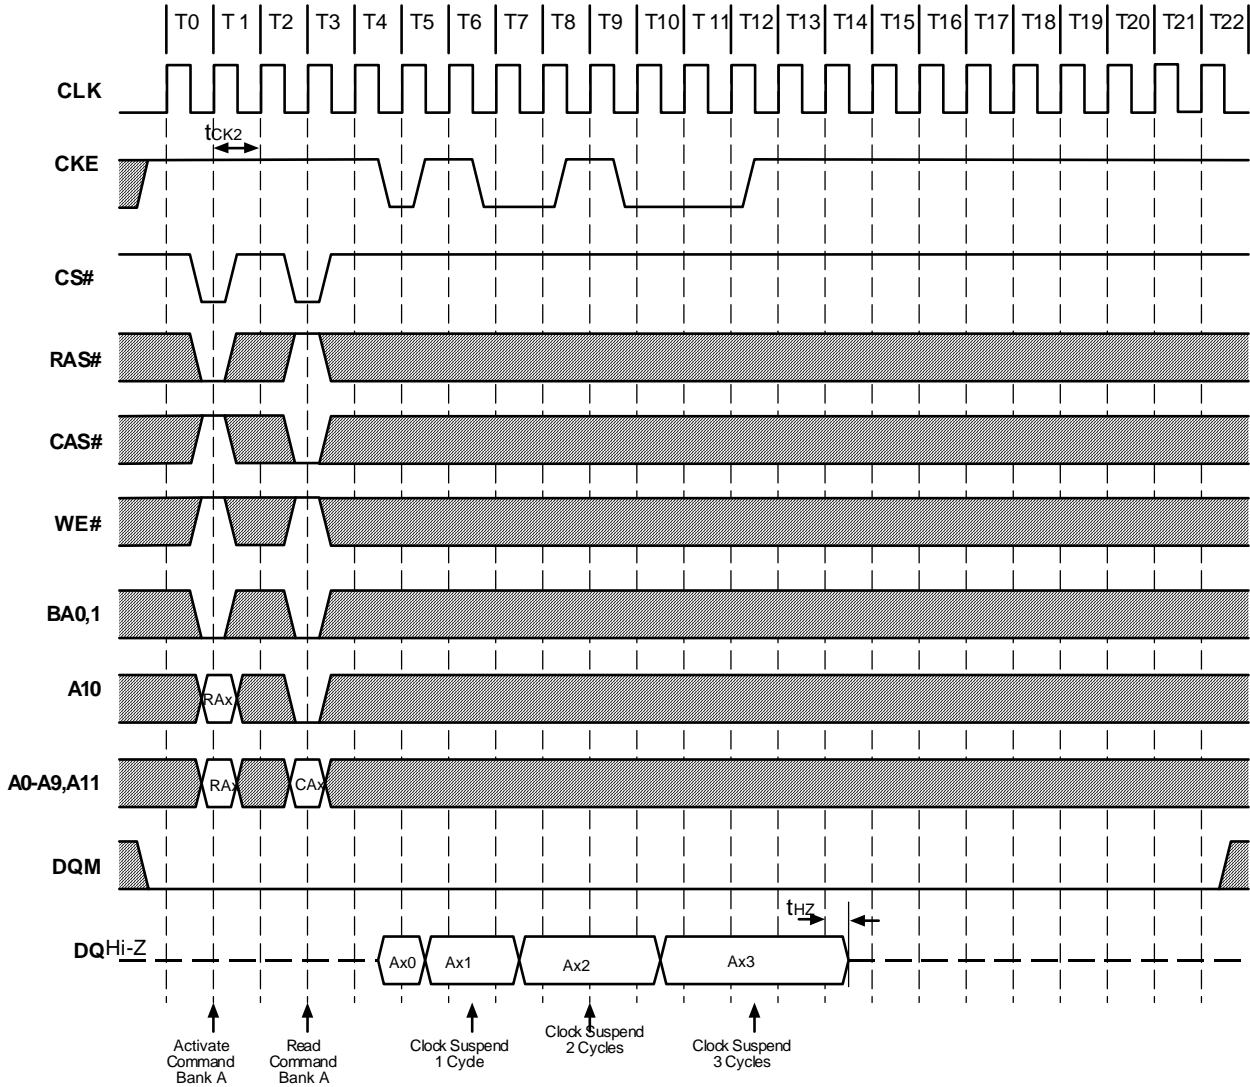 T0 T 1 T2 T3 T4 T5 T6 T7 T8 T9 T10 T 11 T12 T13 T14 T15 T16 T17 T18 T19 T20 T21 T22
CLK
tCK2
CKE
CS#
RAS#
CAS#
WE#
BA0,1
A10
RAx
A0-A9,A11
RAx
CAx
DQM
tHZ
DQ Hi-Z
Ax0
Ax1
Ax2
Ax3
Activate
Command
Bank A
Read
Command
Bank A
Clock Suspend
1 Cycle
Clock Suspend
2 Cycles
Clock Suspend
3 Cycles